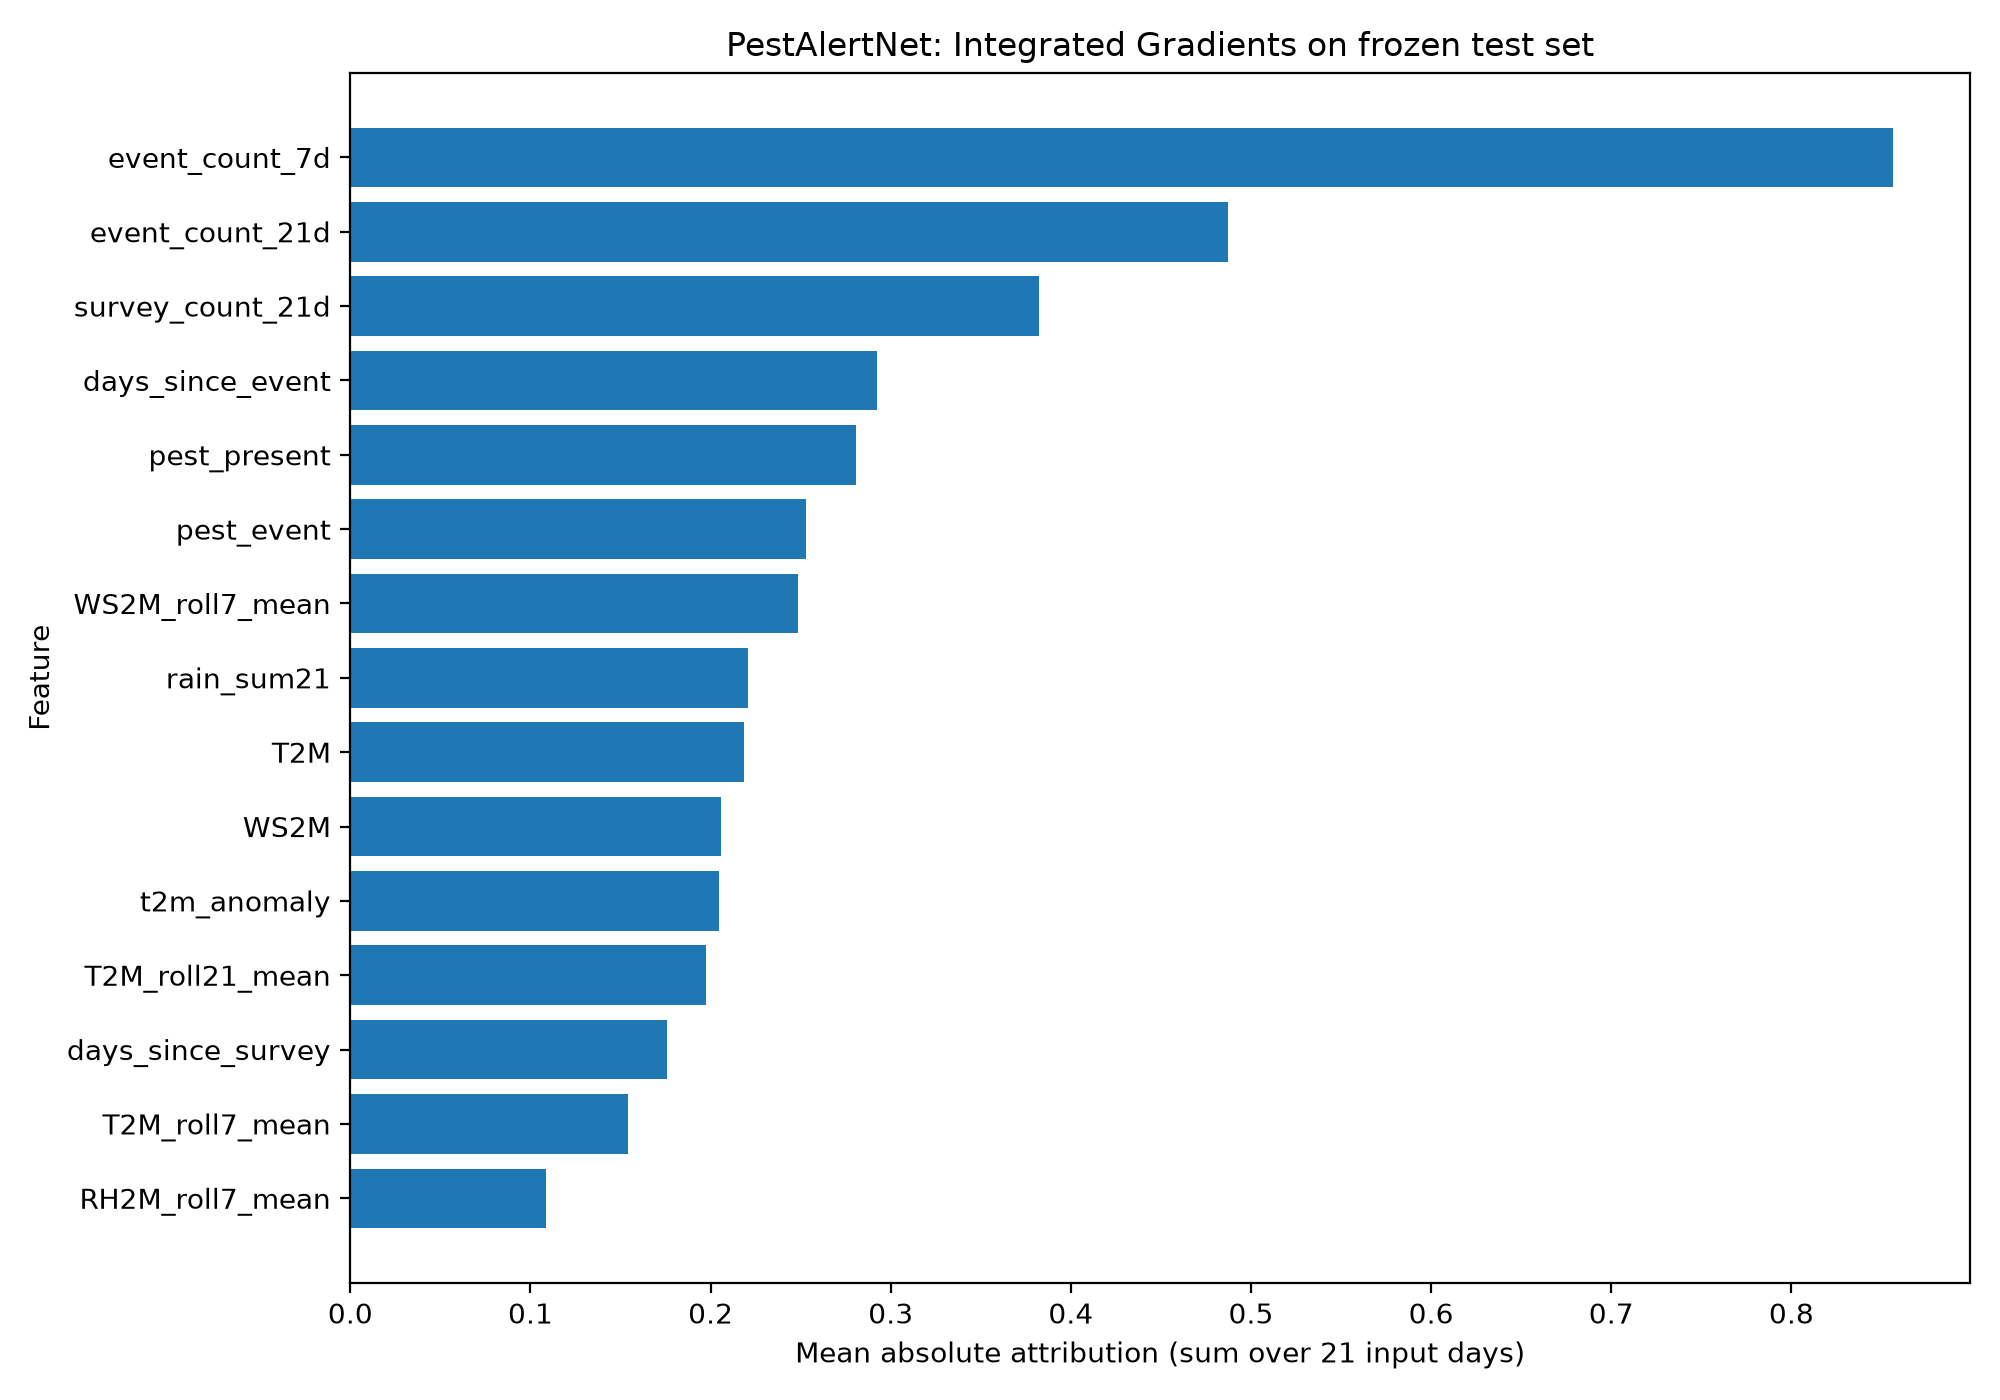 PestAlertNet: Integrated Gradients on frozen test set
event_count_7d
event_count_21d
survey_count_21d
days_since_event
pest_present
pest_event
WS2M_roll7_mean
rain_sum21
T2M
WS2M
t2m_anomaly
T2M_roll21_mean
days_since_survey
T2M_roll7_mean
RH2M_roll7_mean
Feature
0.0 0.1 0.2 0.3 0.4 0.5 0.6 0.7 0.8
Mean absolute attribution (sum over 21 input days)